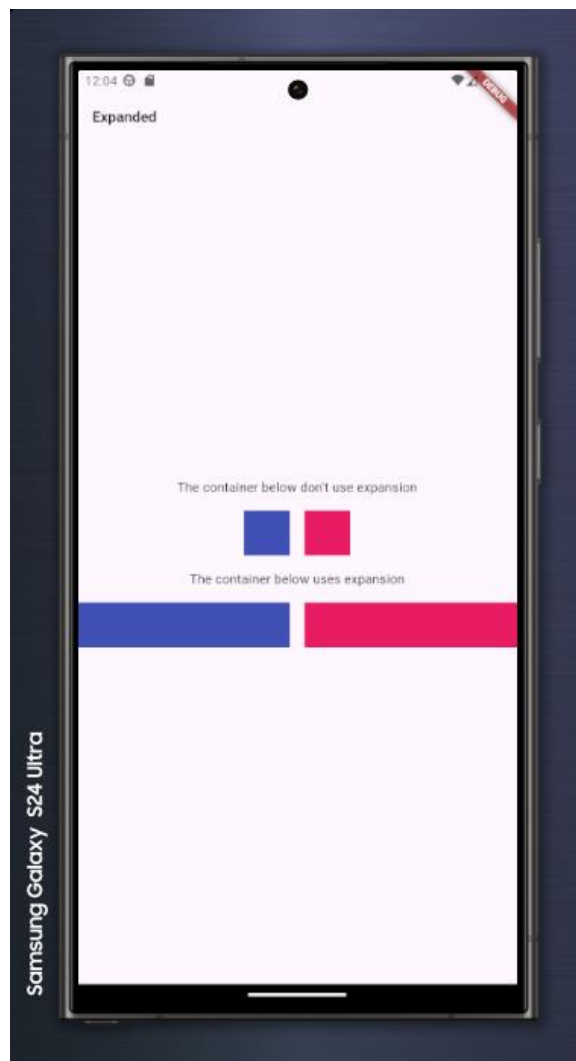 12:04
DEBUG
Expanded
The container below don't use expansion
The container below uses expansion
Samsung Galaxy S24 Ultra